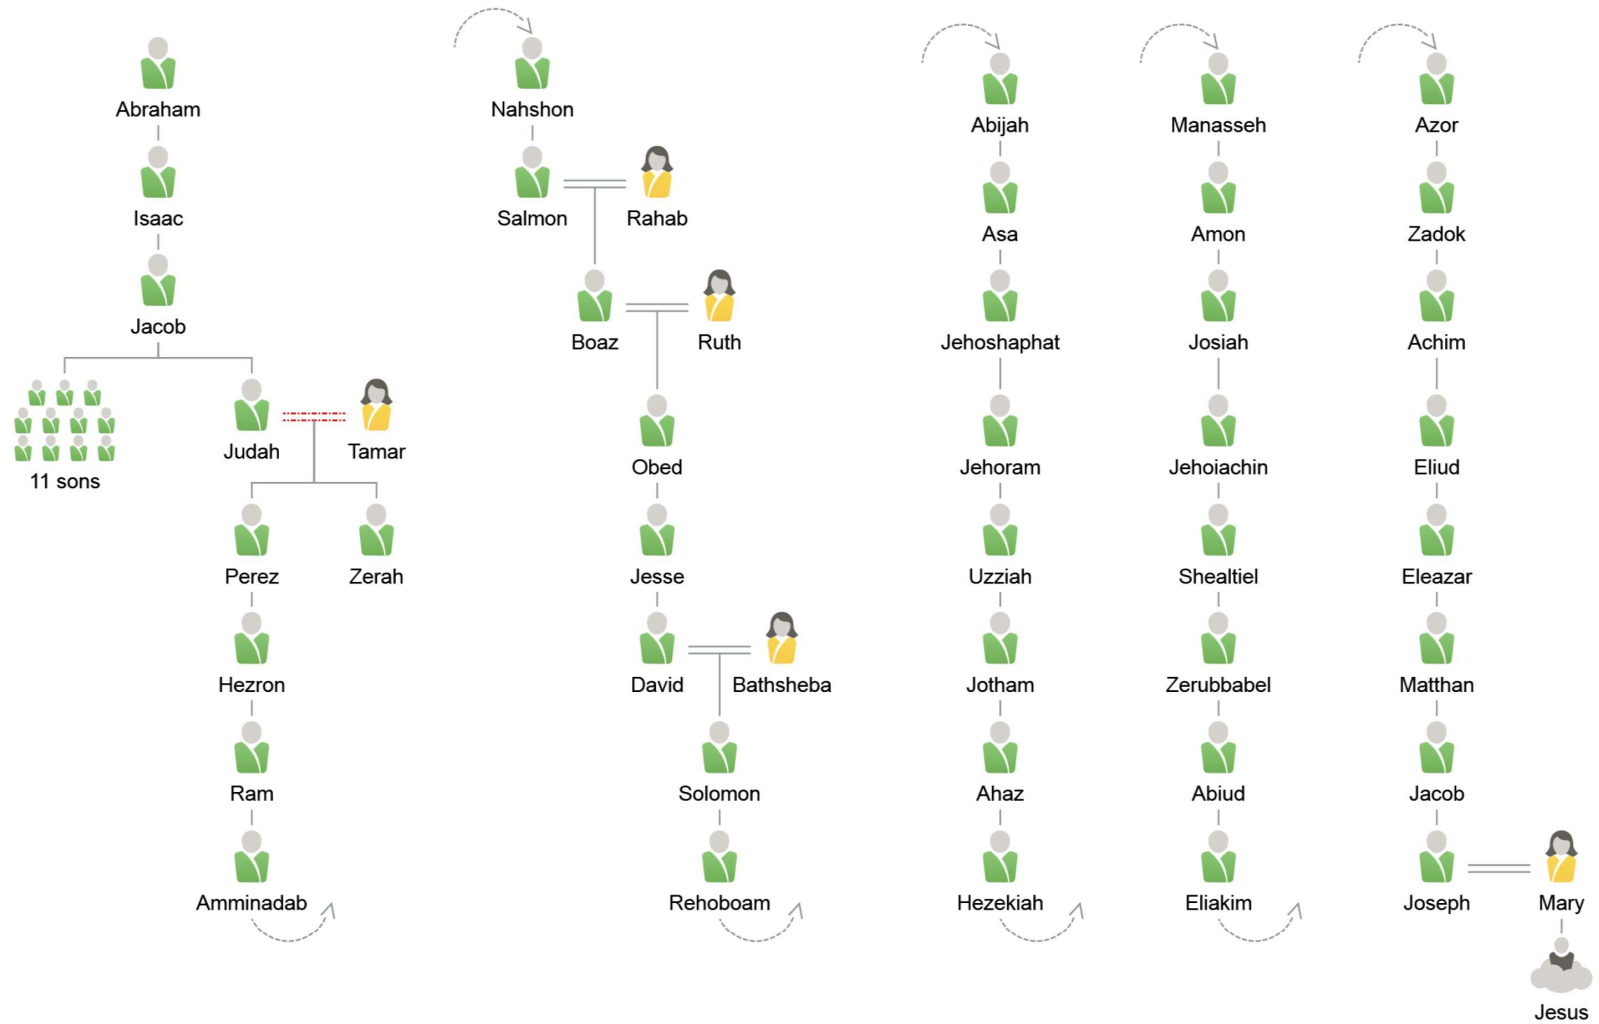 Abraham
Isaac
Jacob
11 sons
Judah
Tamar
Perez
Zerah
Hezron
Ram
Amminadab
Nahshon
Salmon
Rahab
Boaz
Ruth
Obed
Jesse
David
Bathsheba
Solomon
Rehoboam
Abijah
Asa
Jehoshaphat
Jehoram
Uzziah
Jotham
Ahaz
Hezekiah
Manasseh
Amon
Josiah
Jehoiachin
Shealtiel
Zerubbabel
Abiud
Eliakim
Azor
Zadok
Achim
Eliud
Eleazar
Matthan
Jacob
Joseph
Mary
Jesus